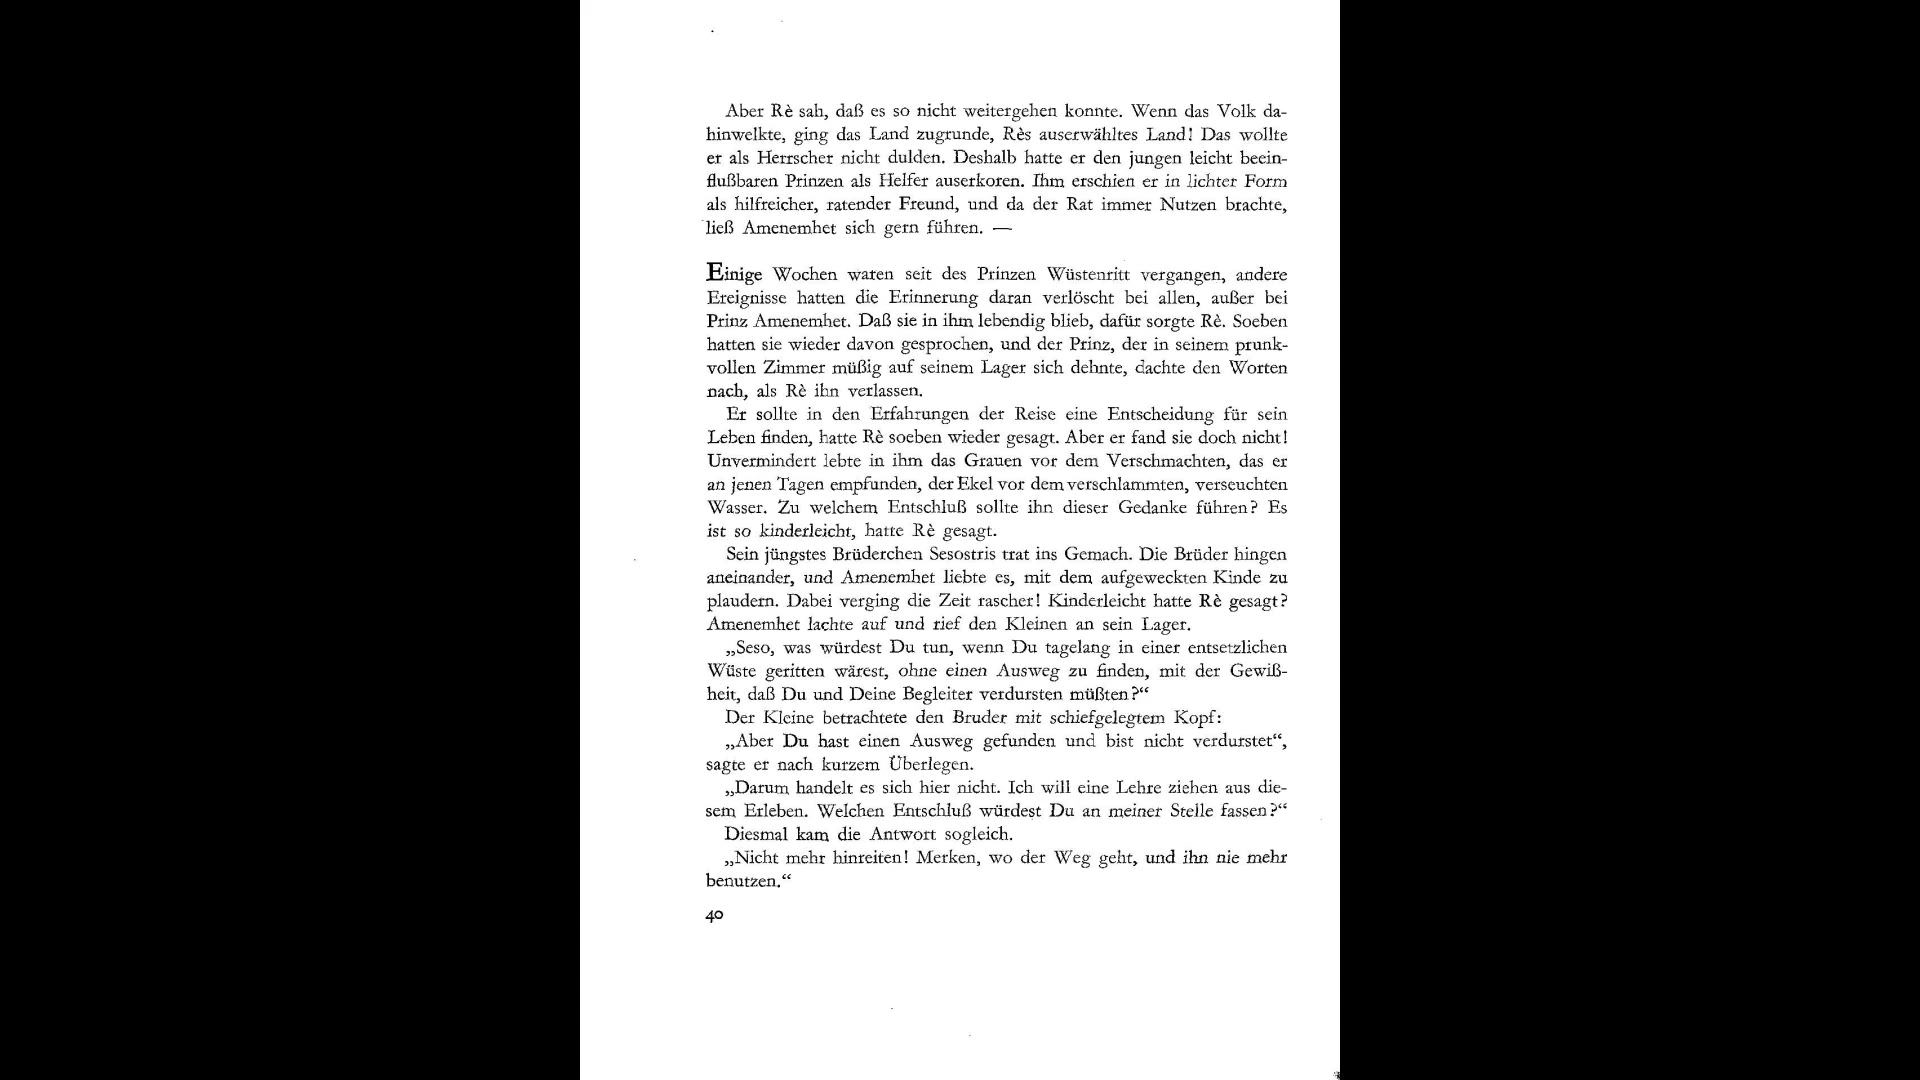 Aber Rè sah, daß es so nicht weitergehen konnte. Wenn das Volk da-
hinwelkte, ging das Land zugrunde, Rès auserwähltes Land! Das wollte
er als Herrscher nicht dulden. Deshalb hatte er den jungen leicht beein-
flußbaren Prinzen als Helfer auserkoren. Ihm erschien er in lichter Form
als hilfreicher, ratender Freund, und da der Rat immer Nutzen brachte,
ließ Amenemhet sich gern führen. —
Einige Wochen waren seit des Prinzen Wüstenritt vergangen, andere
Ereignisse hatten die Erinnerung daran verlöscht bei allen, außer bei
Prinz Amenemhet. Daß sie in ihm lebendig blieb, dafür sorgte Rè. Soeben
hatten sie wieder davon gesprochen, und der Prinz, der in seinem prunk-
vollen Zimmer müßig auf seinem Lager sich dehnte, dachte den Worten
nach, als Rè ihn verlassen.
Er sollte in den Erfahrungen der Reise eine Entscheidung für sein
Leben finden, hatte Rè soeben wieder gesagt. Aber er fand sie doch nicht!
Unvermindert lebte in ihm das Grauen vor dem Verschmachten, das er
an jenen Tagen empfunden, der Ekel vor dem verschlammten, verseuchten
Wasser. Zu welchem Entschluß sollte ihn dieser Gedanke führen? Es
ist so kinderleicht, hatte Rè gesagt.
Sein jüngstes Brüderchen Sesostris trat ins Gemach. Die Brüder hingen
aneinander, und Amenemhet liebte es, mit dem aufgeweckten Kinde zu
plaudern. Dabei verging die Zeit rascher! Kinderleicht hatte Rè gesagt?
Amenemhet lachte auf und rief den Kleinen an sein Lager.
„Seso, was würdest Du tun, wenn Du tagelang in einer entsetzlichen
Wüste geritten wärest, ohne einen Ausweg zu finden, mit der Gewiß-
heit, daß Du und Deine Begleiter verdursten müßten?“
Der Kleine betrachtete den Bruder mit schiefgelegtem Kopf:
„Aber Du hast einen Ausweg gefunden und bist nicht verdurstet“,
sagte er nach kurzem Überlegen.
„Darum handelt es sich hier nicht. Ich will eine Lehre ziehen aus die-
sem Erleben. Welchen Entschluß würdest Du an meiner Stelle fassen?“
Diesmal kam die Antwort sogleich.
„Nicht mehr hinreiten! Merken, wo der Weg geht, und ihn nie mehr
benutzen.“
40